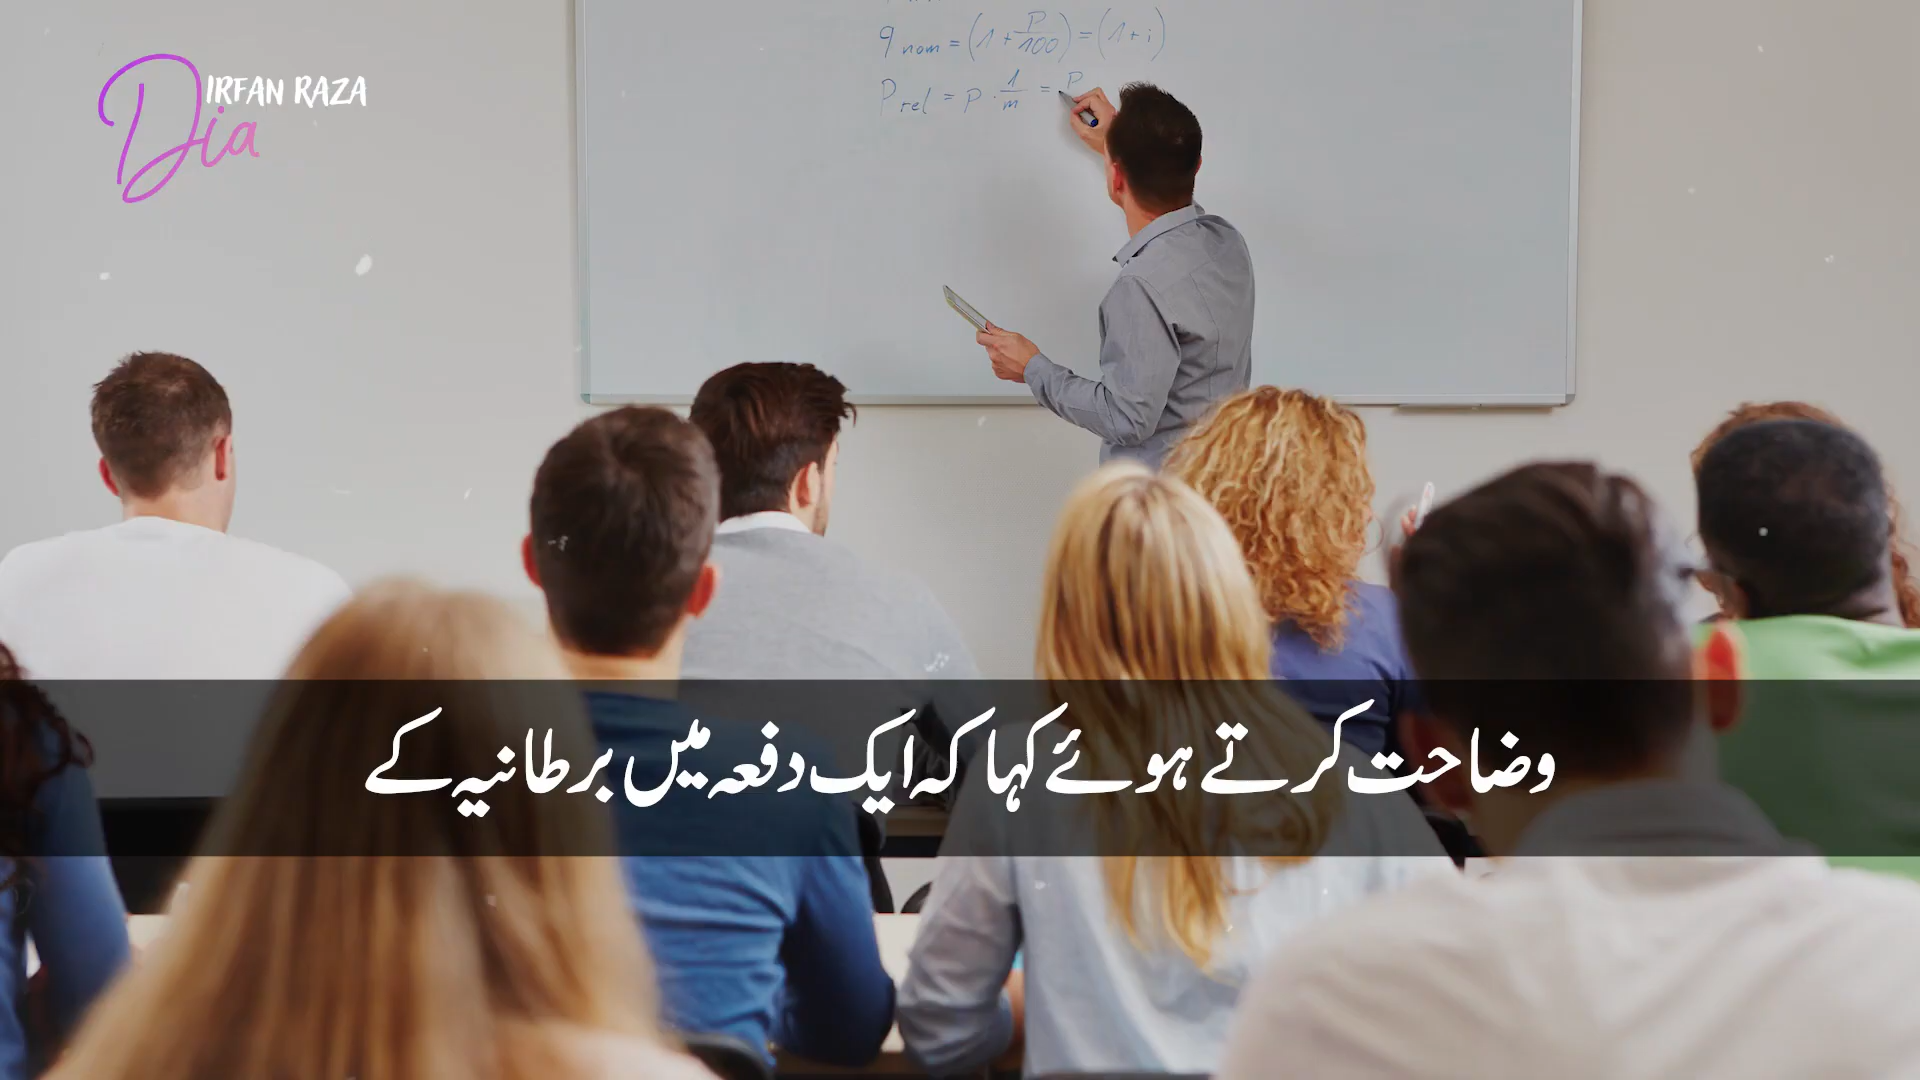 q nom = (1 + P/100) = (1 + i)
P rel = P · 1/m = P
IRFAN RAZA
Dia
وضاحت کرتے ہوئے کہا کہ ایک دفعہ میں برطانیہ کے